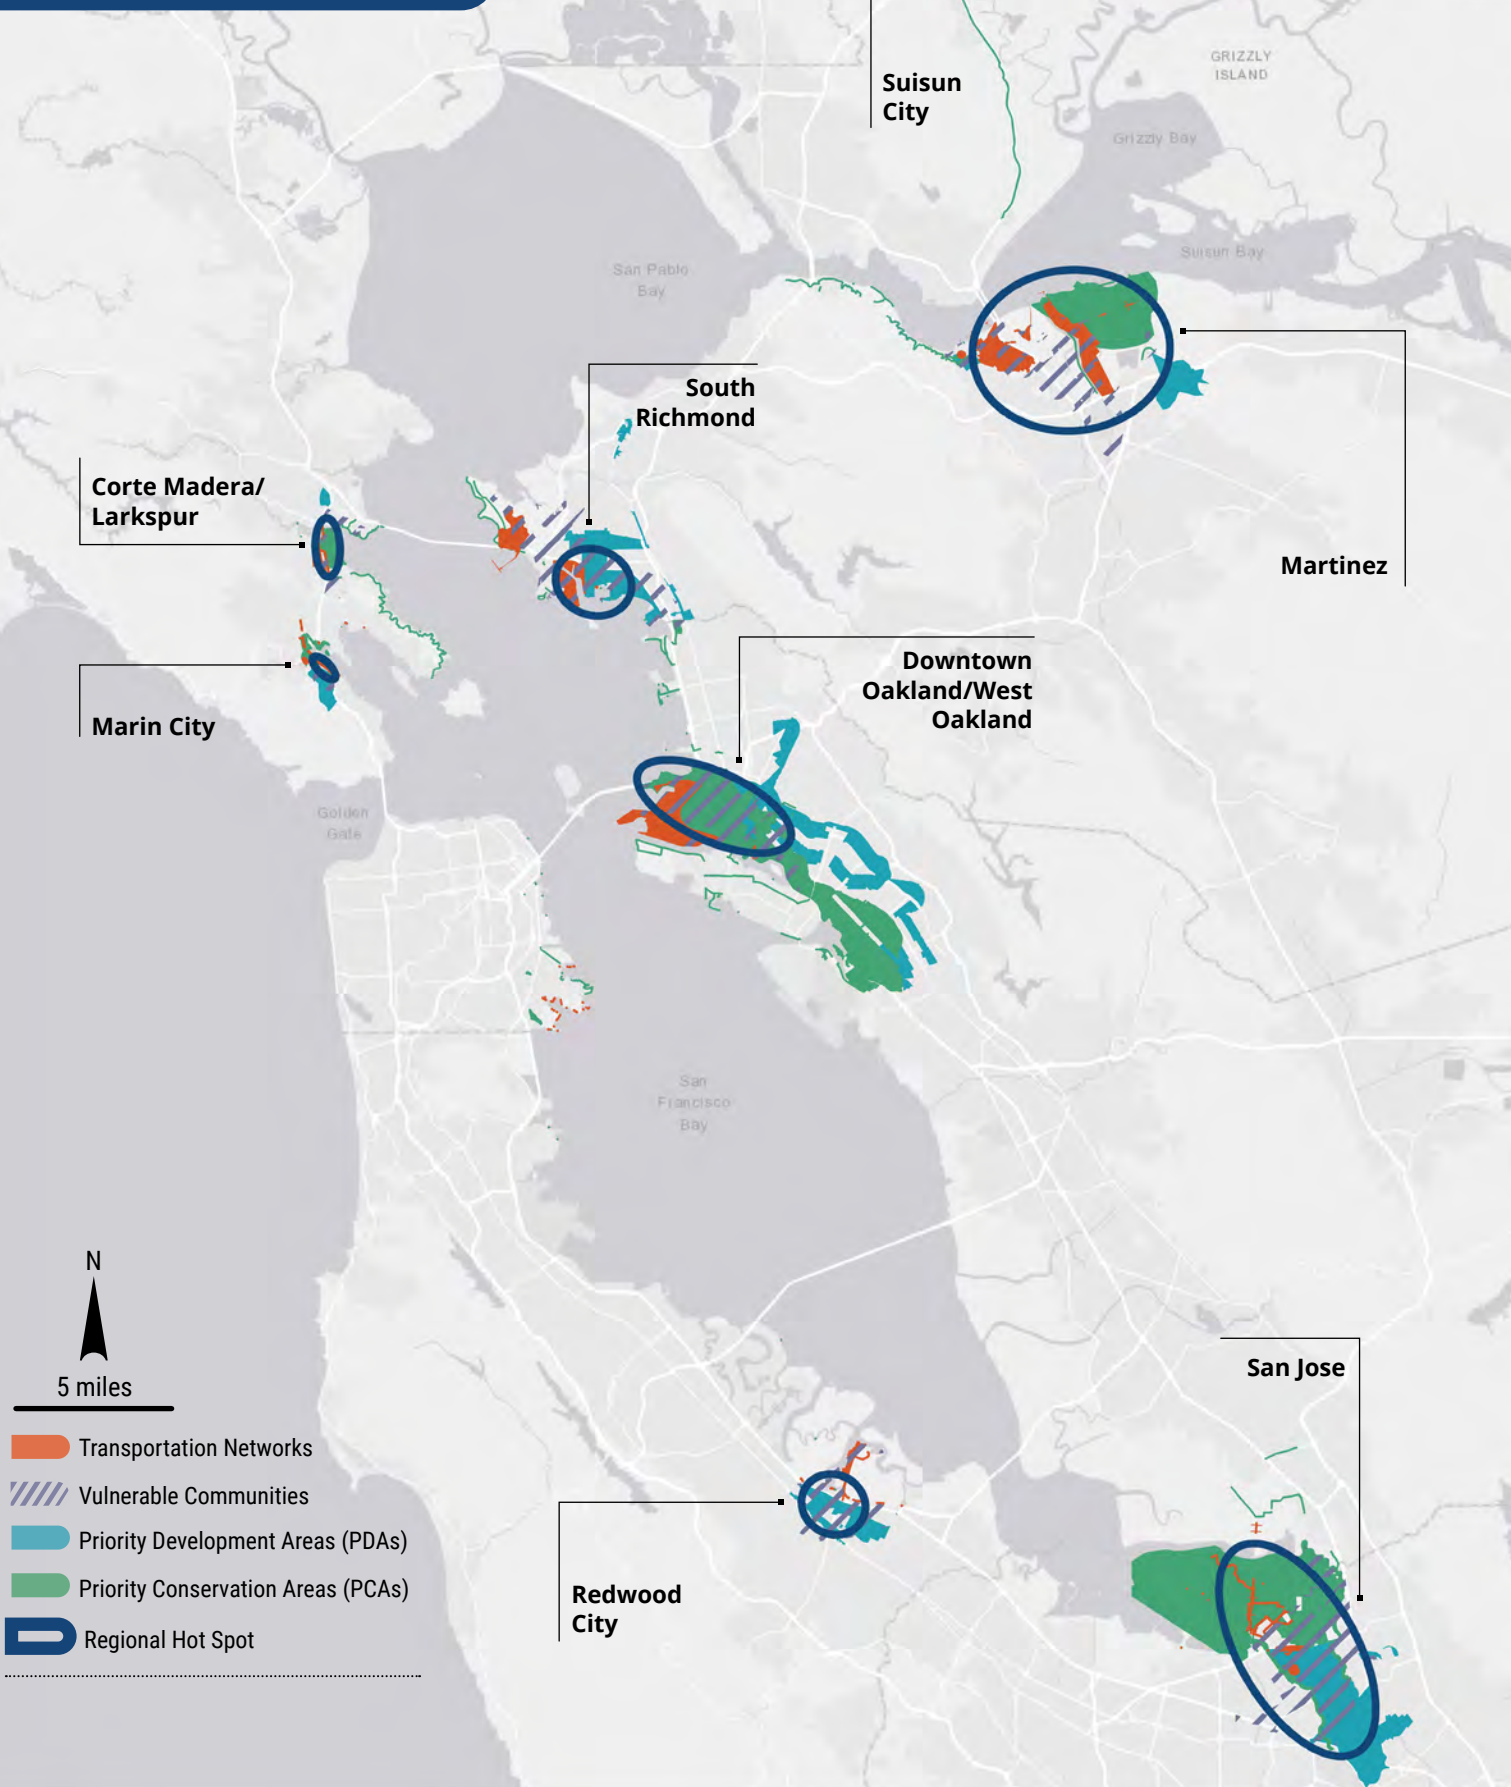 Suisun
City
GRIZZLY
ISLAND
Grizzly Bay
Suisun Bay
San Pablo
Bay
South
Richmond
Corte Madera/
Larkspur
Martinez
Downtown
Oakland/West
Oakland
Marin City
Golden
Gate
San
Francisco
Bay
N
5 miles
San Jose
Transportation Networks
Vulnerable Communities
Priority Development Areas (PDAs)
Priority Conservation Areas (PCAs)
Regional Hot Spot
Redwood
City